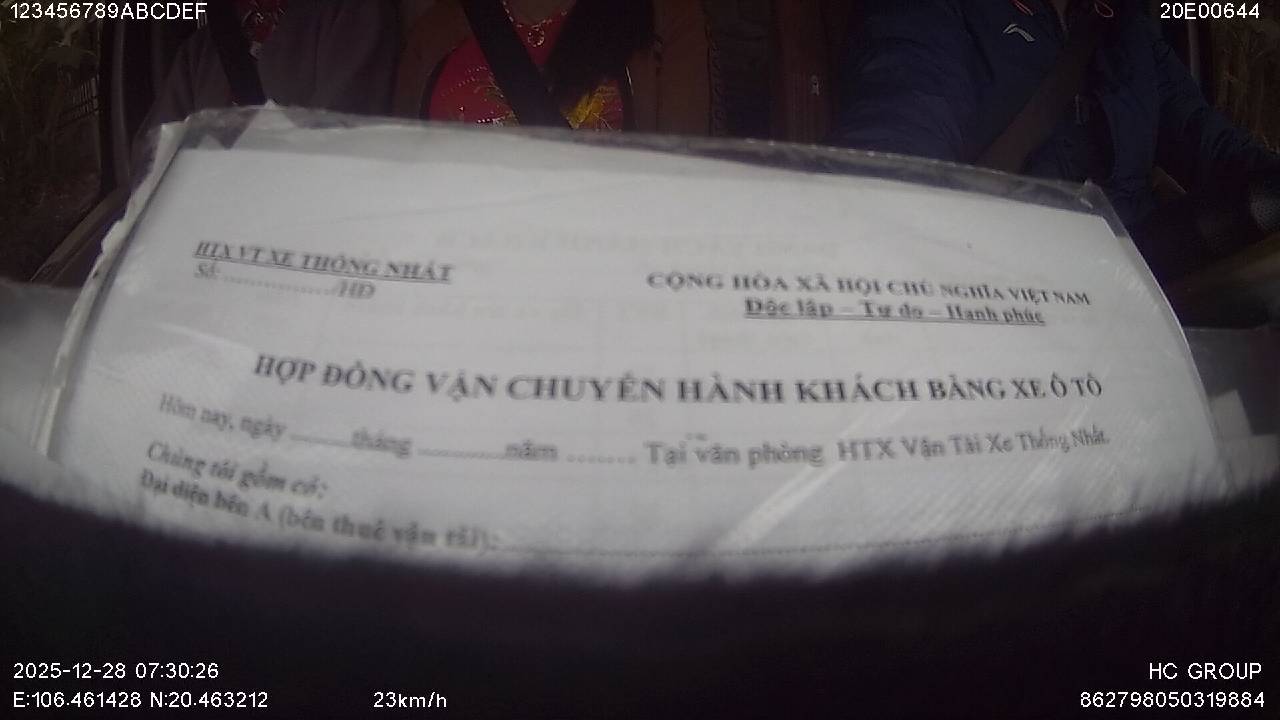 123456789ABCDEF
20E00644
HTX VT XE THỐNG NHẤT
Số: ……………/HĐ
CỘNG HÒA XÃ HỘI CHỦ NGHĨA VIỆT NAM
Độc lập – Tự do – Hạnh phúc
HỢP ĐỒNG VẬN CHUYỂN HÀNH KHÁCH BẰNG XE Ô TÔ
Hôm nay, ngày ………tháng …………năm ……. Tại văn phòng HTX Vận Tải Xe Thống Nhất.
Chúng tôi gồm có:
Đại diện bên A (bên thuê vận tải):……………………
2025-12-28 07:30:26
E:106.461428 N:20.463212
23km/h
HC GROUP
862798050319884